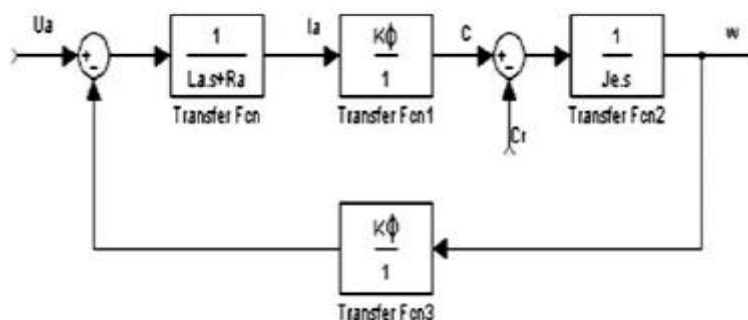 Ua
+
-
1
La.s+Ra
Transfer Fcn
Ia
KΦ
1
Transfer Fcn1
C
+
-
Cr
1
Je.s
Transfer Fcn2
w
KΦ
1
Transfer Fcn3